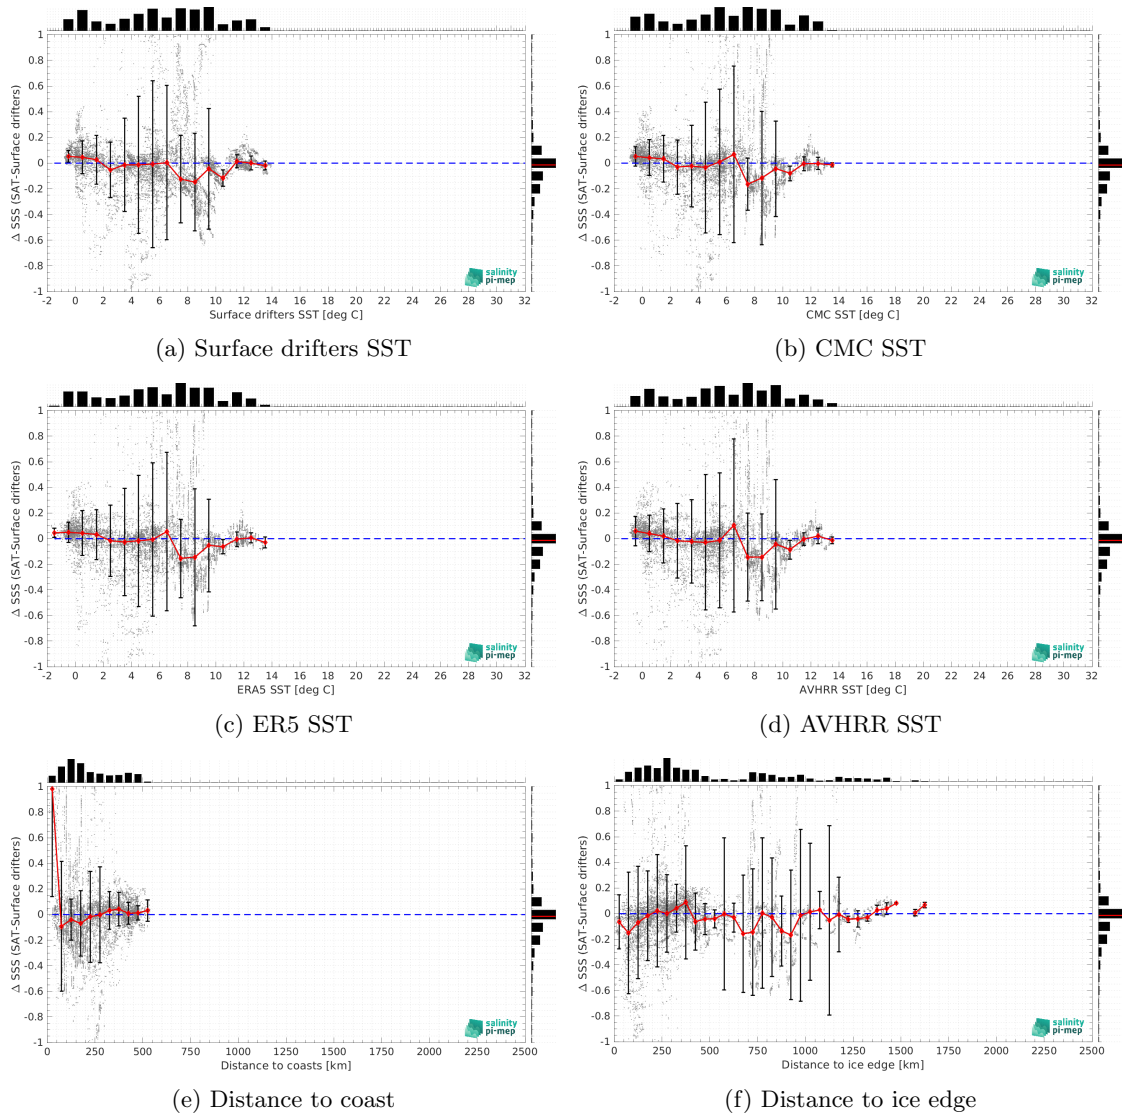 1
0.8
0.6
0.4
0.2
0
-0.2
-0.4
-0.6
-0.8
-1
Δ SSS (SAT-Surface drifters)
salinity
pi-mep
-2 0 2 4 6 8 10 12 14 16 18 20 22 24 26 28 30 32
Surface drifters SST [deg C]
(a) Surface drifters SST
1
0.8
0.6
0.4
0.2
0
-0.2
-0.4
-0.6
-0.8
-1
Δ SSS (SAT-Surface drifters)
salinity
pi-mep
-2 0 2 4 6 8 10 12 14 16 18 20 22 24 26 28 30 32
CMC SST [deg C]
(b) CMC SST
1
0.8
0.6
0.4
0.2
0
-0.2
-0.4
-0.6
-0.8
-1
Δ SSS (SAT-Surface drifters)
salinity
pi-mep
-2 0 2 4 6 8 10 12 14 16 18 20 22 24 26 28 30 32
ERA5 SST [deg C]
(c) ER5 SST
1
0.8
0.6
0.4
0.2
0
-0.2
-0.4
-0.6
-0.8
-1
Δ SSS (SAT-Surface drifters)
salinity
pi-mep
-2 0 2 4 6 8 10 12 14 16 18 20 22 24 26 28 30 32
AVHRR SST [deg C]
(d) AVHRR SST
1
0.8
0.6
0.4
0.2
0
-0.2
-0.4
-0.6
-0.8
-1
Δ SSS (SAT-Surface drifters)
salinity
pi-mep
0 250 500 750 1000 1250 1500 1750 2000 2250 2500
Distance to coasts [km]
(e) Distance to coast
1
0.8
0.6
0.4
0.2
0
-0.2
-0.4
-0.6
-0.8
-1
Δ SSS (SAT-Surface drifters)
salinity
pi-mep
0 250 500 750 1000 1250 1500 1750 2000 2250 2500
Distance to ice edge [km]
(f) Distance to ice edge